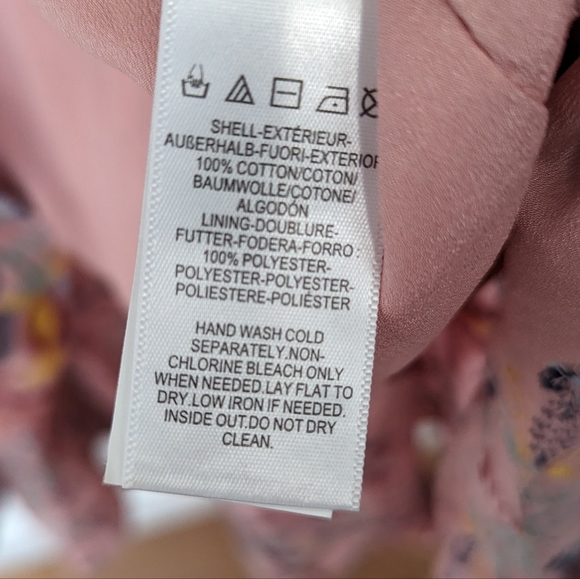 SHELL-EXTÉRIEUR-
AUßERHALB-FUORI-EXTERIOR
100% COTTON/COTON/
BAUMWOLLE/COTONE/
ALGODÓN
LINING-DOUBLURE-
FUTTER-FODERA-FORRO :
100% POLYESTER-
POLYESTER-POLYESTER-
POLIESTERE-POLIÉSTER
HAND WASH COLD
SEPARATELY.NON-
CHLORINE BLEACH ONLY
WHEN NEEDED.LAY FLAT TO
DRY.LOW IRON IF NEEDED.
INSIDE OUT.DO NOT DRY
CLEAN.